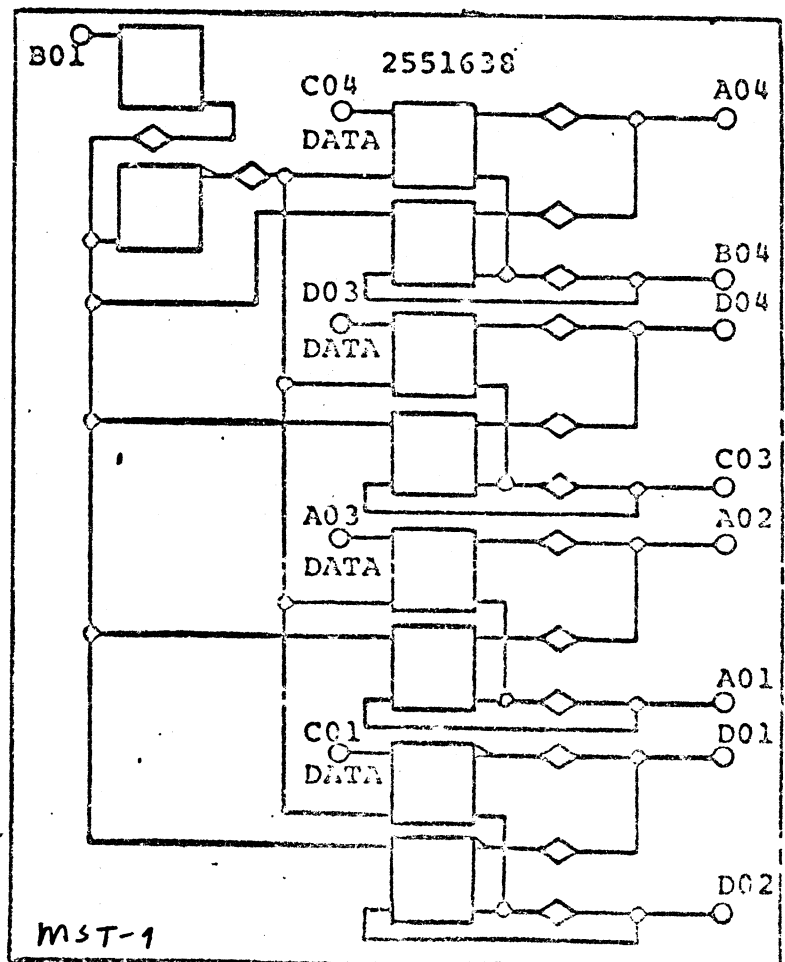 B01
2551638
C04
A04
DATA
B04
D03
D04
DATA
C03
A03
A02
DATA
A01
C01
D01
DATA
D02
MST-1